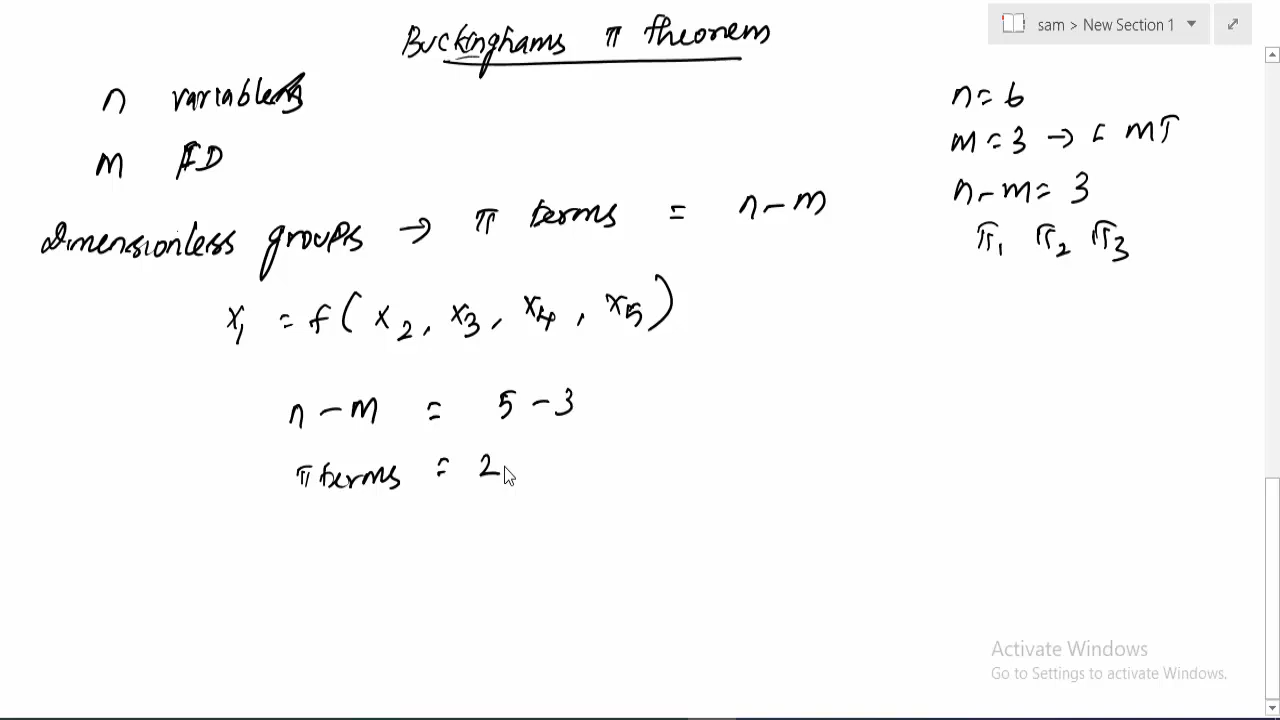 Buckinghams π theorem
sam > New Section 1
n variables
m FD
dimensionless groups → π terms = n-m
x₁ = f(x₂, x₃, x₄, x₅)
n-m = 5-3
π terms = 2
n = 6
m = 3 → L M T
n-m = 3
π₁ π₂ π₃
Activate Windows
Go to Settings to activate Windows.